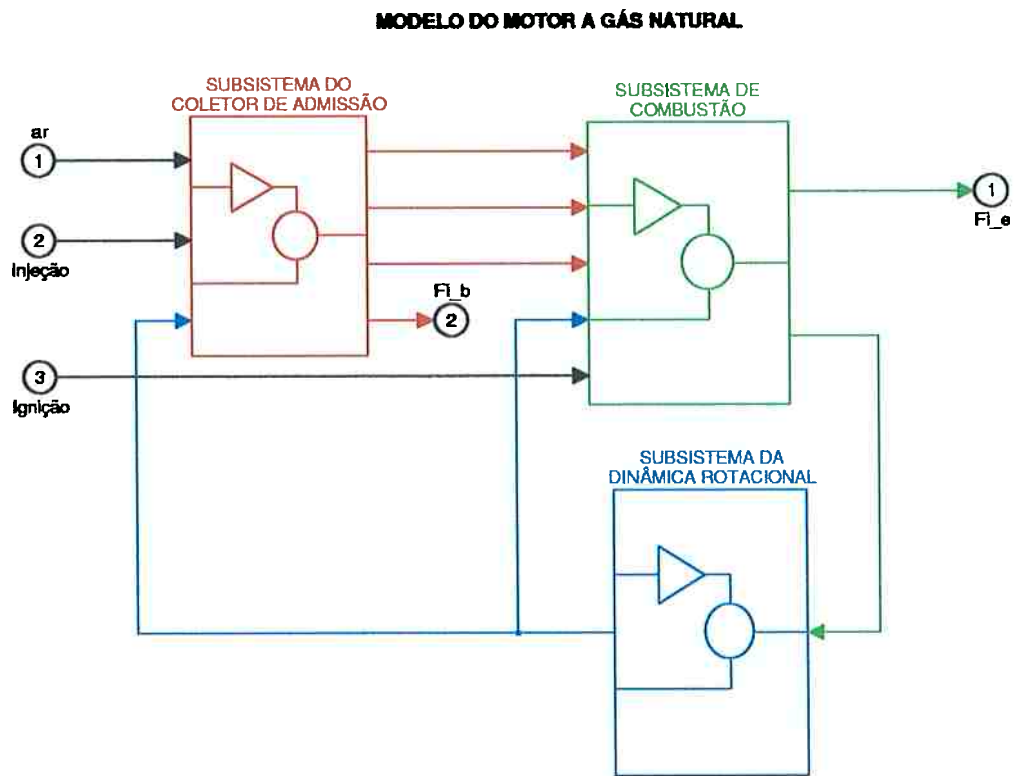 MODELO DO MOTOR A GÁS NATURAL
SUBSISTEMA DO
COLETOR DE ADMISSÃO
SUBSISTEMA DE
COMBUSTÃO
ar
1
2
Injeção
3
Ignição
Fi_b
2
1
Fi_e
SUBSISTEMA DA
DINÂMICA ROTACIONAL